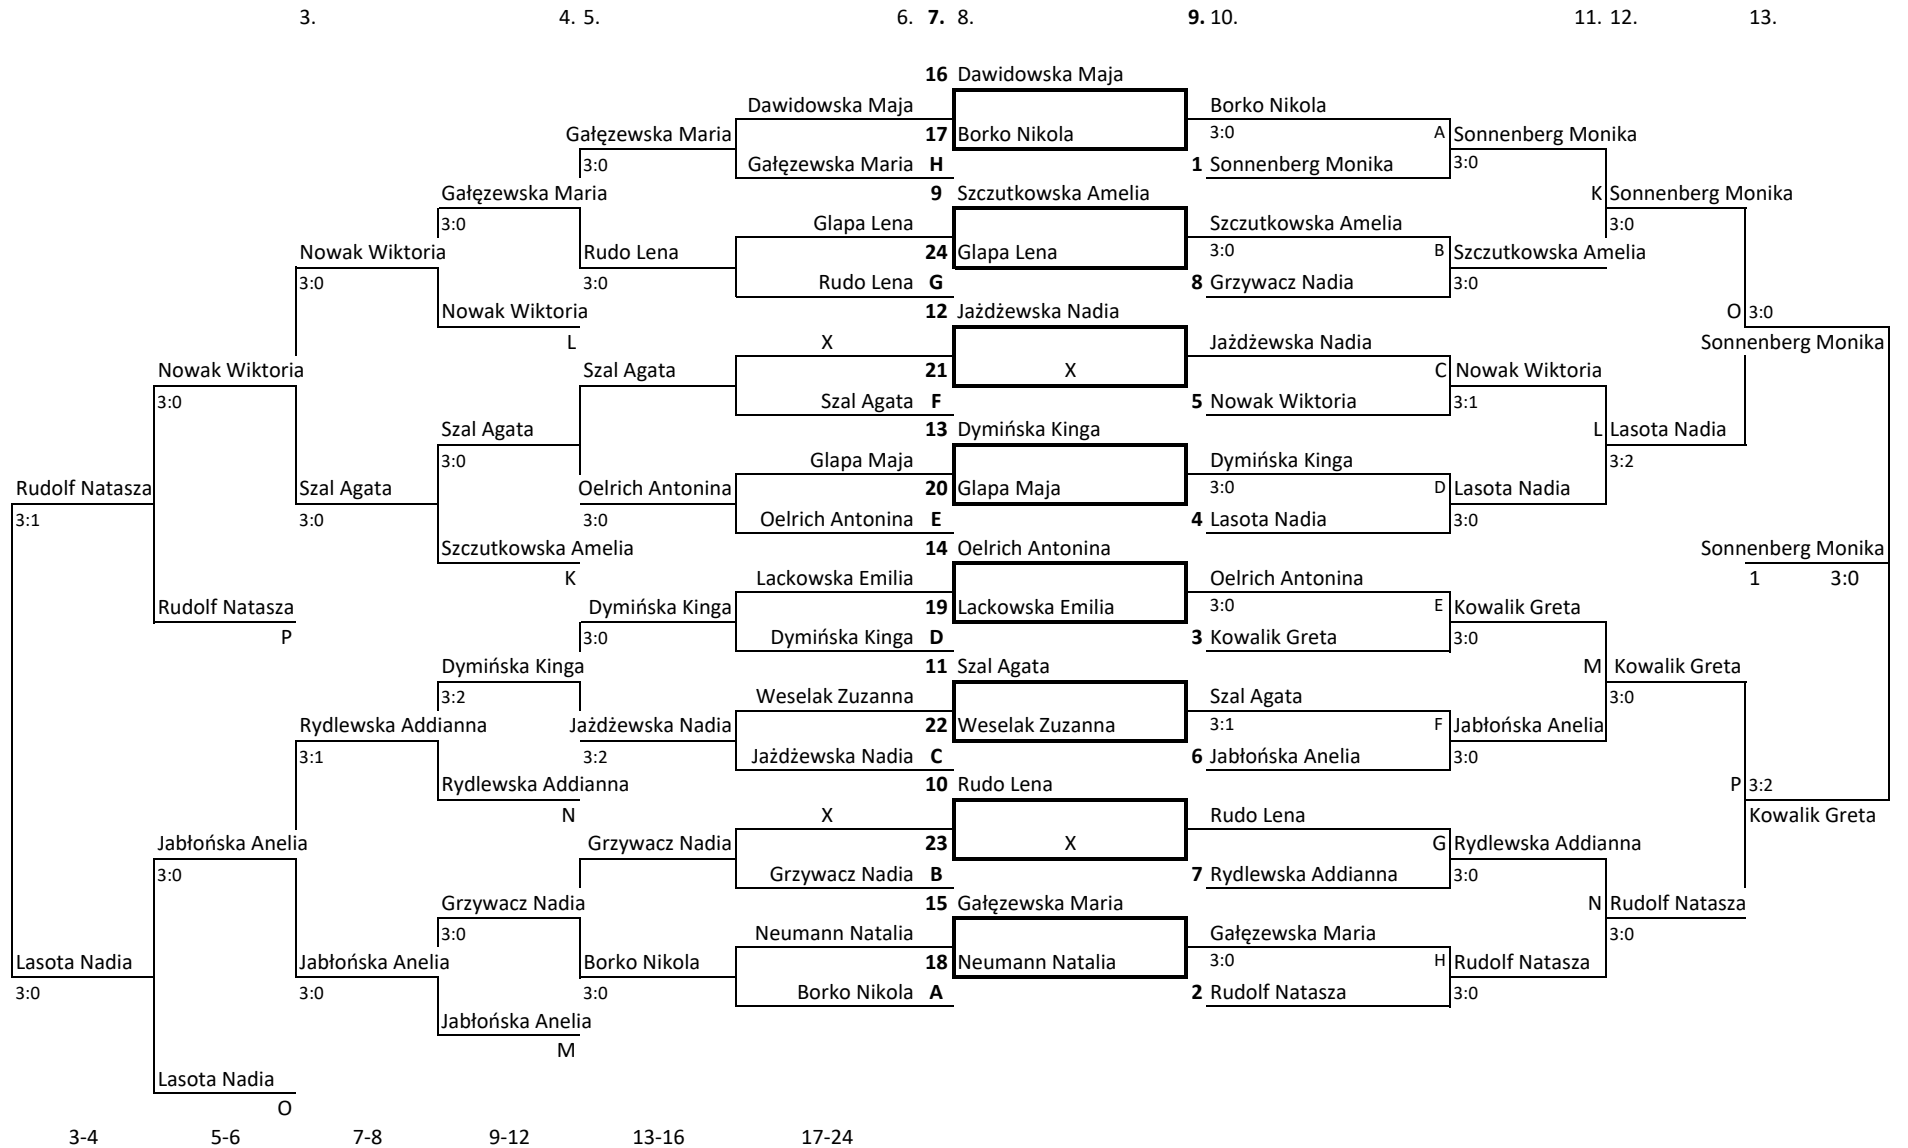 3. 4. 5. 6. 7. 8. 9. 10. 11. 12. 13.
16 Dawidowska Maja
Dawidowska Maja Borko Nikola
Gałęzewska Maria 17 Borko Nikola 3:0 A Sonnenberg Monika
3:0 Gałęzewska Maria H 1 Sonnenberg Monika 3:0
Gałęzewska Maria 9 Szczutkowska Amelia K Sonnenberg Monika
3:0 Glapa Lena Szczutkowska Amelia 3:0
Nowak Wiktoria Rudo Lena 24 Glapa Lena 3:0 B Szczutkowska Amelia
3:0 3:0 Rudo Lena G 8 Grzywacz Nadia 3:0
Nowak Wiktoria 12 Jażdżewska Nadia O 3:0
L X Jażdżewska Nadia Sonnenberg Monika
Nowak Wiktoria Szal Agata 21 X C Nowak Wiktoria
3:0 Szal Agata F 5 Nowak Wiktoria 3:1
Szal Agata 13 Dymińska Kinga L Lasota Nadia
3:0 Glapa Maja Dymińska Kinga 3:2
Rudolf Natasza Szal Agata Oelrich Antonina 20 Glapa Maja 3:0 D Lasota Nadia
3:1 3:0 3:0 Oelrich Antonina E 4 Lasota Nadia 3:0
Szczutkowska Amelia 14 Oelrich Antonina Sonnenberg Monika
K Lackowska Emilia Oelrich Antonina 1 3:0
Rudolf Natasza Dymińska Kinga 19 Lackowska Emilia 3:0 E Kowalik Greta
P 3:0 Dymińska Kinga D 3 Kowalik Greta 3:0
Dymińska Kinga 11 Szal Agata M Kowalik Greta
3:2 Weselak Zuzanna Szal Agata 3:0
Rydlewska Addianna Jażdżewska Nadia 22 Weselak Zuzanna 3:1 F Jabłońska Anelia
3:1 3:2 Jażdżewska Nadia C 6 Jabłońska Anelia 3:0
Rydlewska Addianna 10 Rudo Lena P 3:2
N X Rudo Lena Kowalik Greta
Jabłońska Anelia Grzywacz Nadia 23 X G Rydlewska Addianna
3:0 Grzywacz Nadia B 7 Rydlewska Addianna 3:0
Grzywacz Nadia 15 Gałęzewska Maria N Rudolf Natasza
3:0 Neumann Natalia Gałęzewska Maria 3:0
Lasota Nadia Jabłońska Anelia Borko Nikola 18 Neumann Natalia 3:0 H Rudolf Natasza
3:0 3:0 3:0 Borko Nikola A 2 Rudolf Natasza 3:0
Jabłońska Anelia
M
Lasota Nadia
O
3-4 5-6 7-8 9-12 13-16 17-24